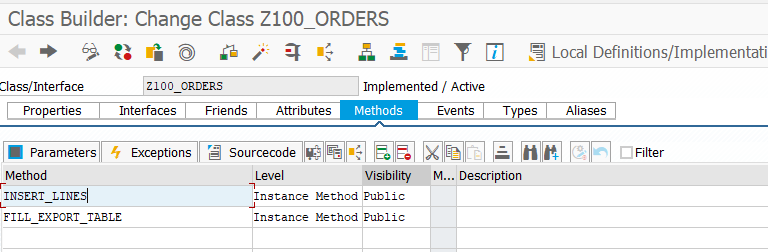 Class Builder: Change Class Z100_ORDERS
Local Definitions/Implementati
Class/Interface Z100_ORDERS Implemented / Active
Properties Interfaces Friends Attributes Methods Events Types Aliases
Parameters Exceptions Sourcecode Filter
Method Level Visibility M... Description
INSERT_LINES Instance Method Public
FILL_EXPORT_TABLE Instance Method Public